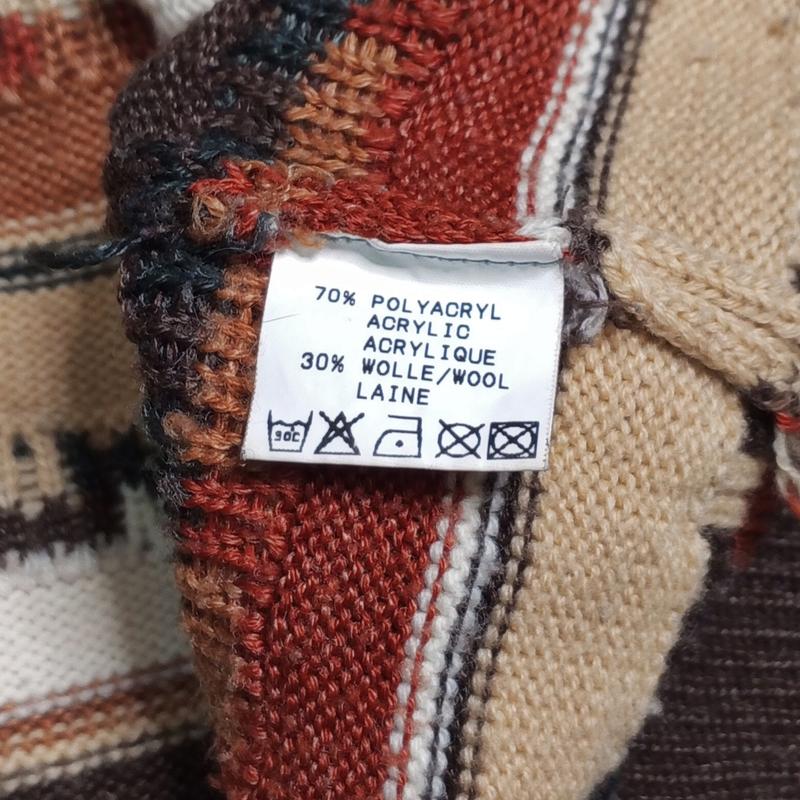 70% POLYACRYL
ACRYLIC
ACRYLIQUE
30% WOLLE/WOOL
LAINE
30C